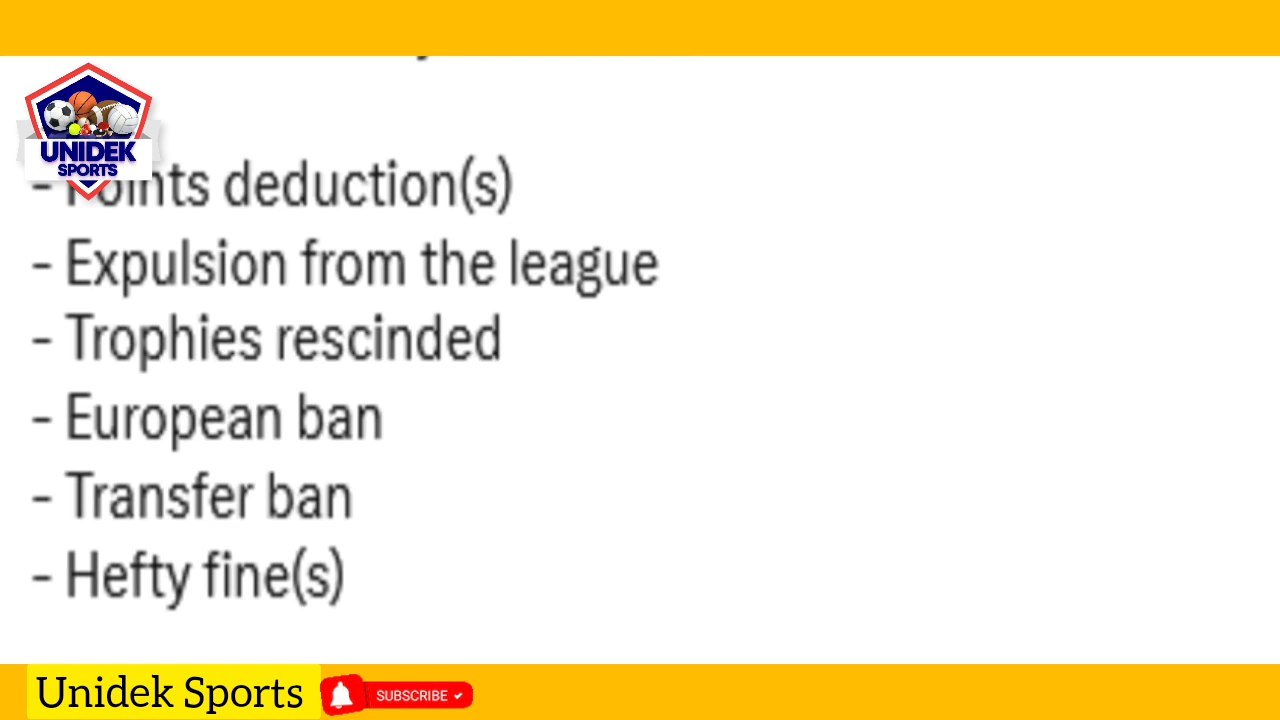 UNIDEK
SPORTS
- Points deduction(s)
- Expulsion from the league
- Trophies rescinded
- European ban
- Transfer ban
- Hefty fine(s)
Unidek Sports
SUBSCRIBE